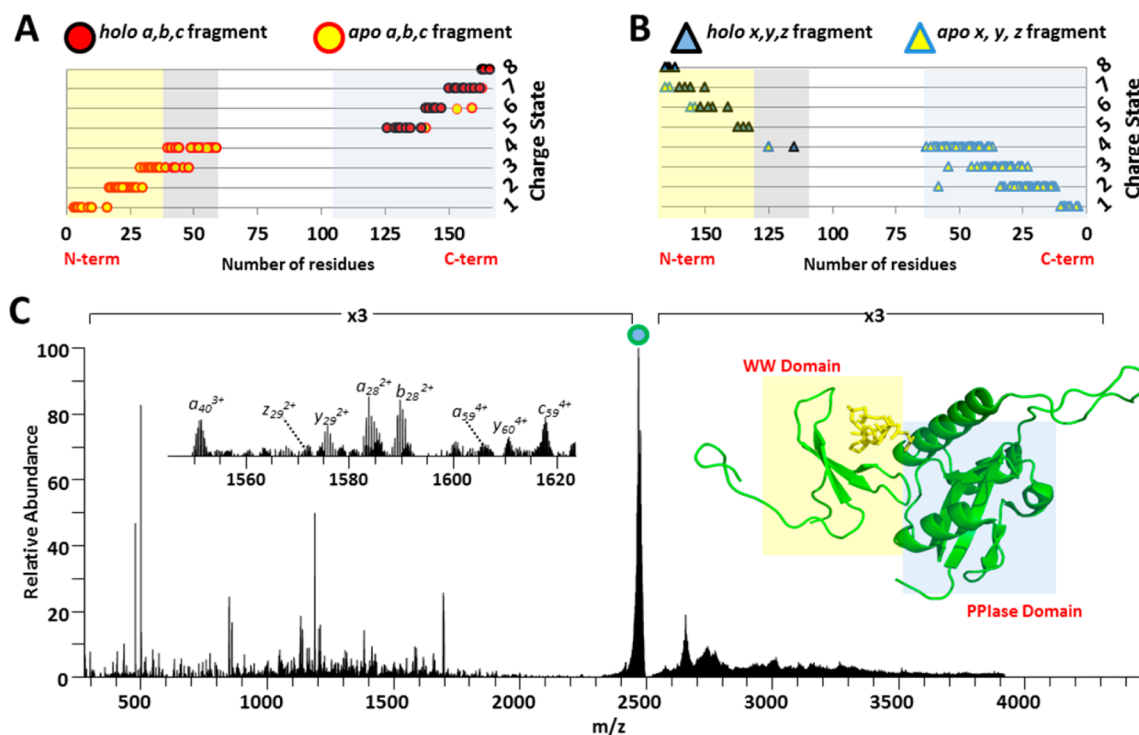 A
holo a,b,c fragment
apo a,b,c fragment
B
holo x,y,z fragment
apo x, y, z fragment
8
7
6
5
4
3
2
1
Charge State
0 25 50 75 100 125 150
N-term
Number of residues
C-term
8
7
6
5
4
3
2
1
Charge State
150 125 100 75 50 25 0
N-term
Number of residues
C-term
C
x3
x3
100
80
60
40
20
0
Relative Abundance
a40 3+
z29 2+
y29 2+
a28 2+
b28 2+
a59 4+
y60 4+
c59 4+
1560 1580 1600 1620
WW Domain
PPIase Domain
500 1000 1500 2000 2500 3000 3500 4000
m/z